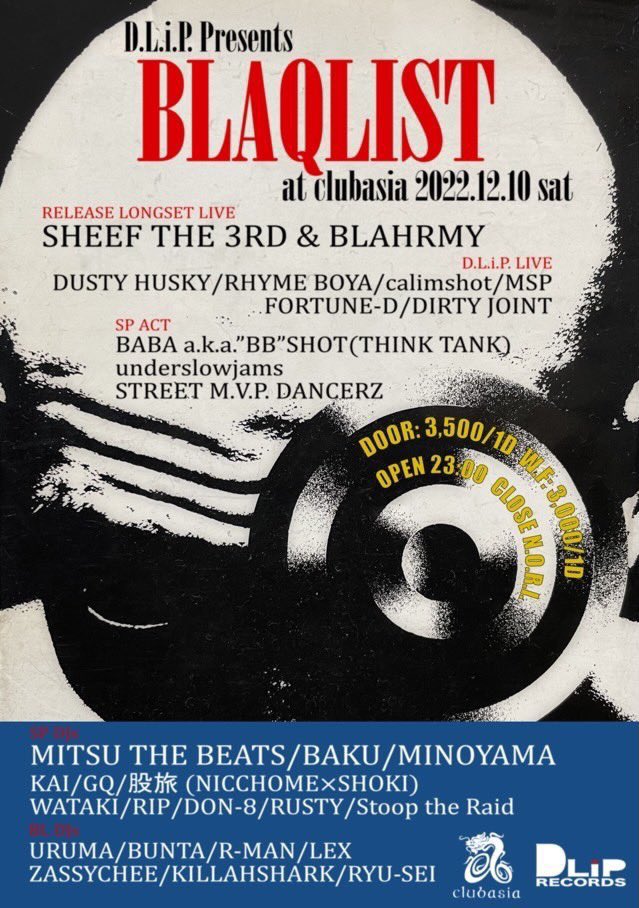 D.L.i.P. Presents
BLAQLIST
at clubasia 2022.12.10 sat
RELEASE LONGSET LIVE
SHEEF THE 3RD & BLAHRMY
D.L.i.P. LIVE
DUSTY HUSKY/RHYME BOYA/calimshot/MSP
FORTUNE-D/DIRTY JOINT
SP ACT
BABA a.k.a."BB"SHOT(THINK TANK)
underslowjams
STREET M.V.P. DANCERZ
DOOR: 3,500/1D W.F: 3,000/1D
OPEN 23:00 CLOSE N.O.R.I.
SP DJs
MITSU THE BEATS/BAKU/MINOYAMA
KAI/GQ/股旅 (NICCHOME×SHOKI)
WATAKI/RIP/DON-8/RUSTY/Stoop the Raid
BL DJs
URUMA/BUNTA/R-MAN/LEX
ZASSYCHEE/KILLAHSHARK/RYU-SEI
clubasia
DLiP
RECORDS